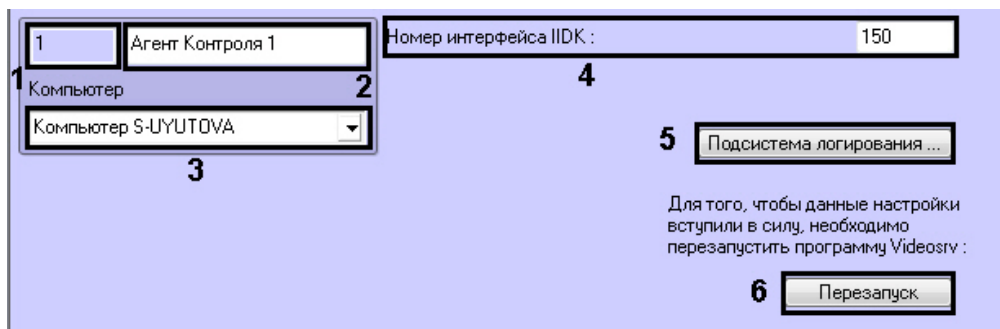 1 Агент Контроля 1 Номер интерфейса IIDK : 150
1 2 4
Компьютер
Компьютер S-UYUTOVA
3
5 Подсистема логирования ...
Для того, чтобы данные настройки
вступили в силу, необходимо
перезапустить программу Videosrv :
6 Перезапуск